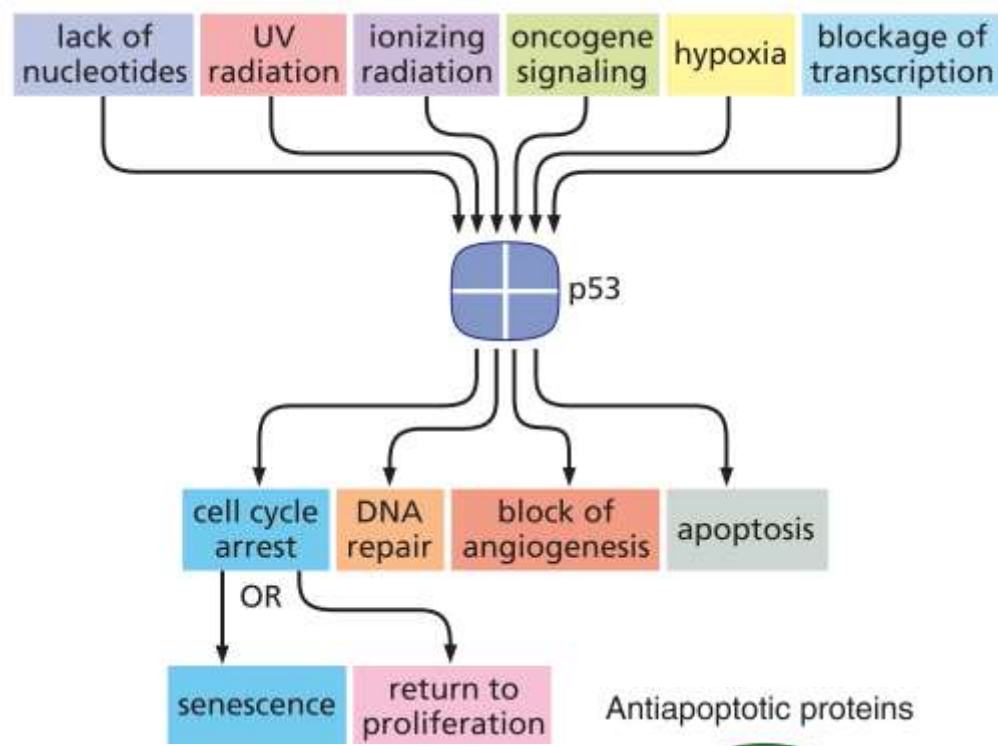 lack of
nucleotides
UV
radiation
ionizing
radiation
oncogene
signaling
hypoxia
blockage of
transcription
p53
cell cycle
arrest
DNA
repair
block of
angiogenesis
apoptosis
OR
senescence
return to
proliferation
Antiapoptotic proteins